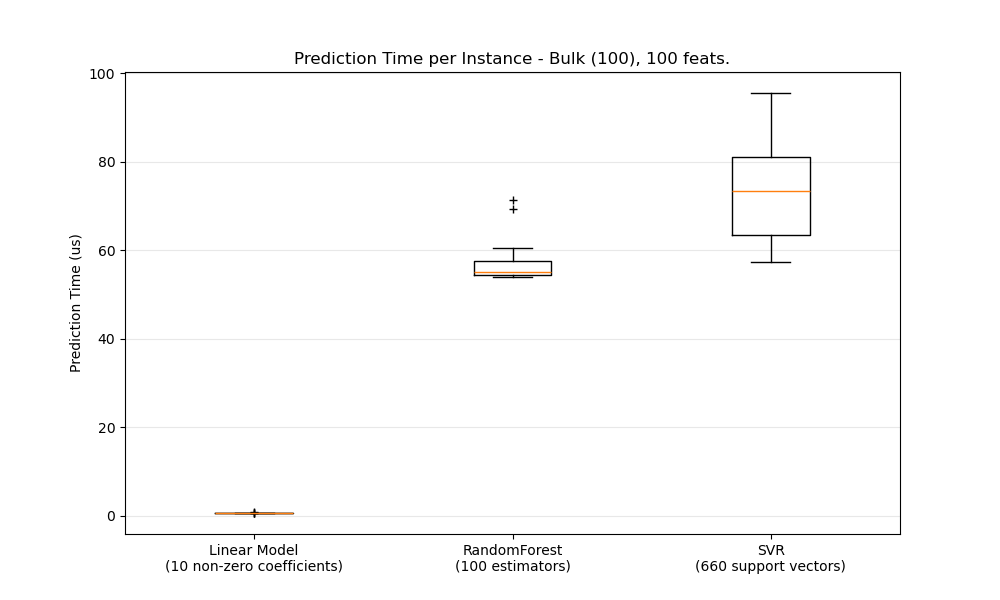 Prediction Time per Instance - Bulk (100), 100 feats.
100
80
60
40
20
0
Prediction Time (us)
Linear Model
(10 non-zero coefficients)
RandomForest
(100 estimators)
SVR
(660 support vectors)